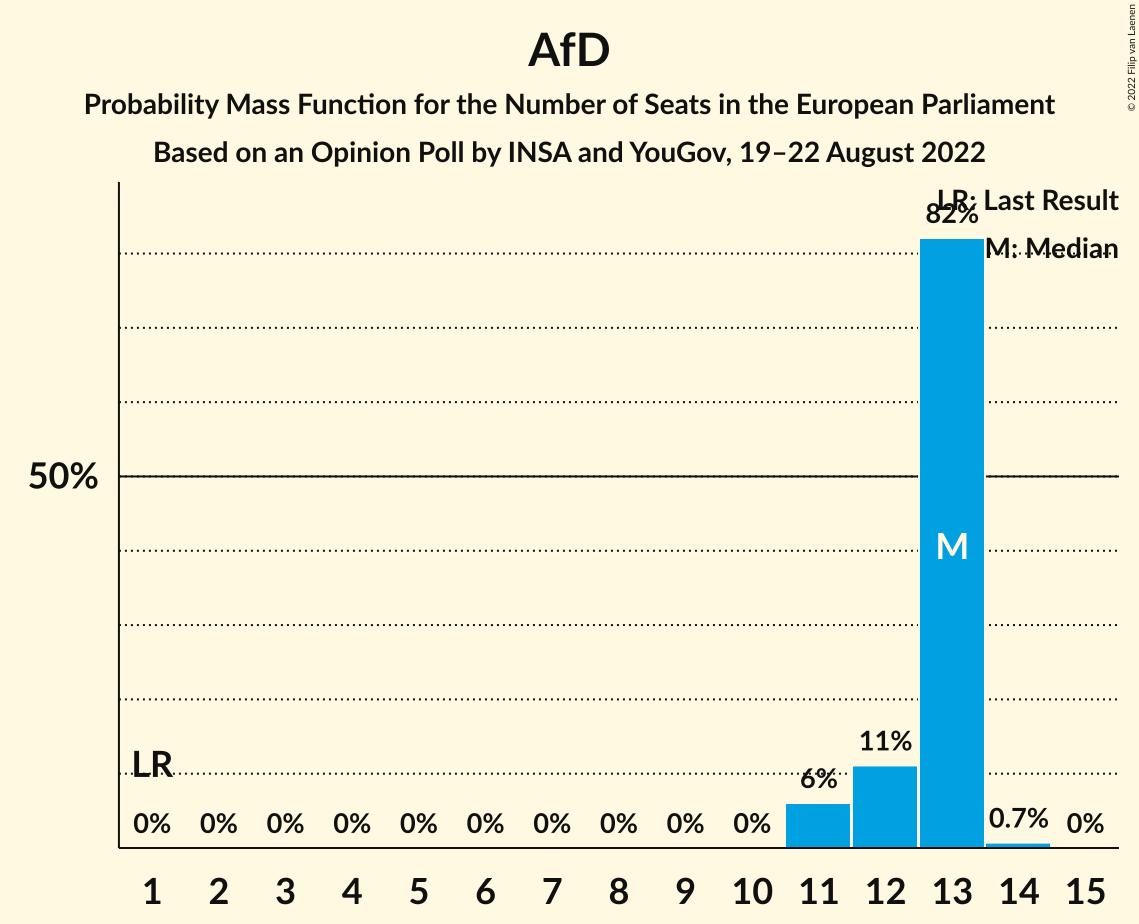 AfD
Probability Mass Function for the Number of Seats in the European Parliament
Based on an Opinion Poll by INSA and YouGov, 19–22 August 2022
© 2022 Filip van Laenen
LR: Last Result
82%
M: Median
50%
M
11%
LR
6%
0% 0% 0% 0% 0% 0% 0% 0% 0% 0% 0.7% 0%
1 2 3 4 5 6 7 8 9 10 11 12 13 14 15